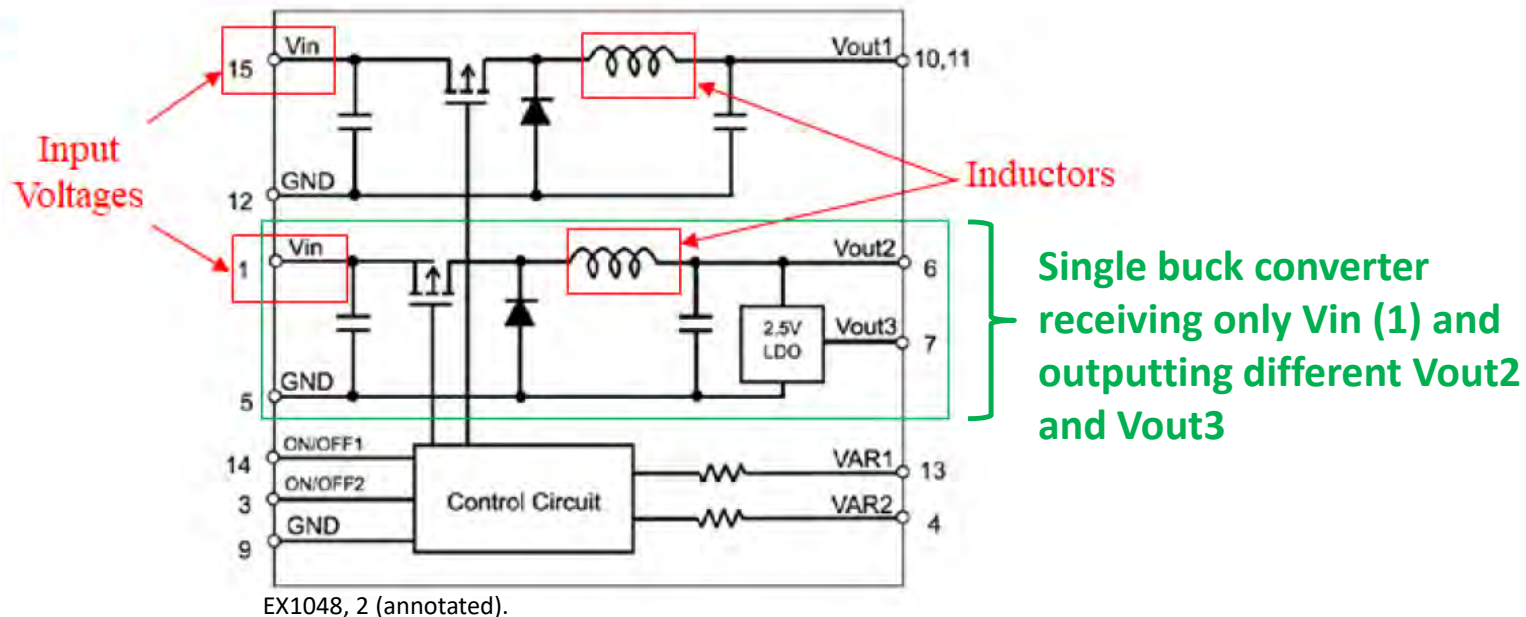 Vin
15
Vout1
10,11
Input
Voltages
Inductors
GND
12
Vin
1
Vout2
6
2.5V
LDO
Vout3
7
GND
5
Single buck converter
receiving only Vin (1) and
outputting different Vout2
and Vout3
ON/OFF1
14
ON/OFF2
3
GND
9
Control Circuit
VAR1
13
VAR2
4
EX1048, 2 (annotated).